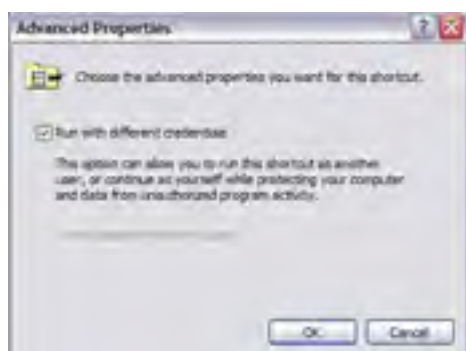 Advanced Properties
Choose the advanced properties you want for this shortcut.
Run with different credentials
This option can allow you to run this shortcut as another
user, or continue as yourself while protecting your computer
and data from unauthorized program activity.
OK
Cancel